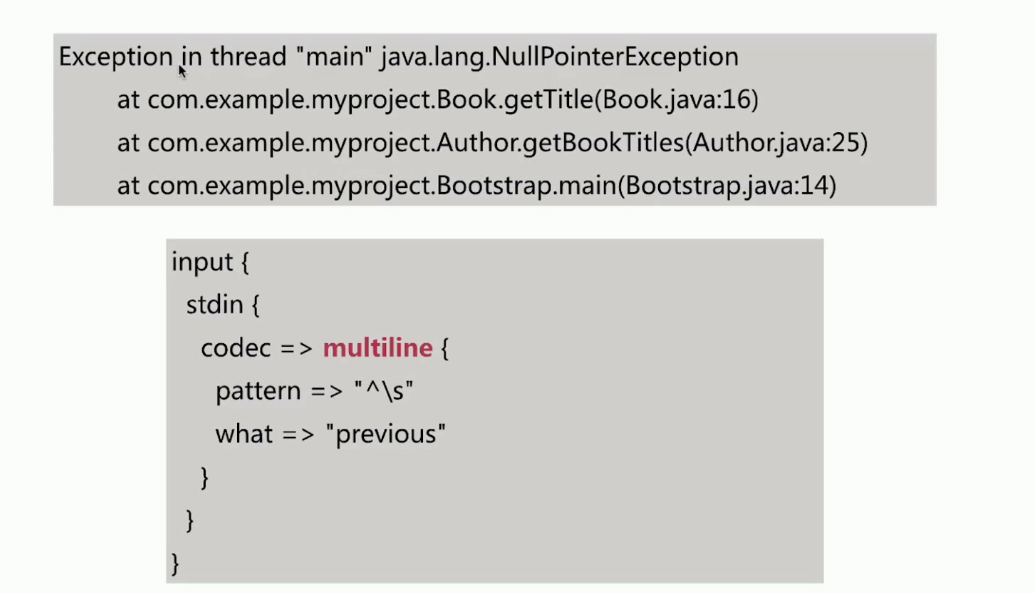 Exception in thread "main" java.lang.NullPointerException
at com.example.myproject.Book.getTitle(Book.java:16)
at com.example.myproject.Author.getBookTitles(Author.java:25)
at com.example.myproject.Bootstrap.main(Bootstrap.java:14)
input {
stdin {
codec => multiline {
pattern => "^\s"
what => "previous"
}
}
}